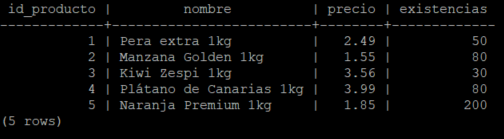 id_producto | nombre | precio | existencias
-------------+--------------------------+--------+-------------
1 | Pera extra 1kg | 2.49 | 50
2 | Manzana Golden 1kg | 1.55 | 80
3 | Kiwi Zespi 1kg | 3.56 | 30
4 | Plátano de Canarias 1kg | 3.99 | 80
5 | Naranja Premium 1kg | 1.85 | 200
(5 rows)